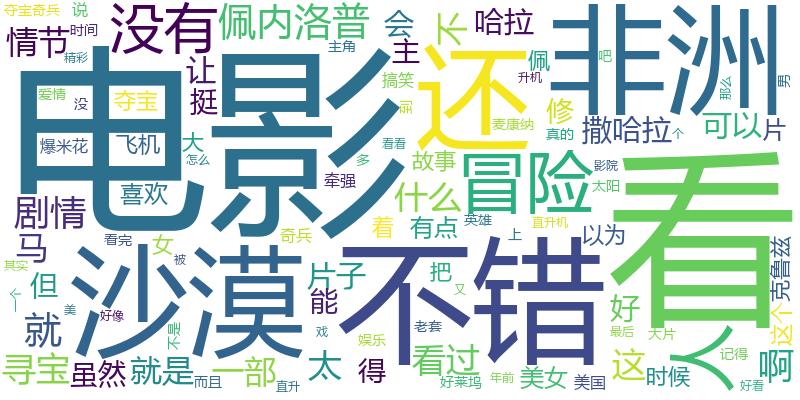 夺宝奇兵
说
没有
佩内洛普
会
不
哈拉
非洲
情节
时间
精彩
主
主角
搞笑
佩
升机
吧
电影
还
让
挺
爱情
没
夺宝
爆米花
飞机
大
怎么
喜欢
多
看看
牵强
故事
什么
冒险
麦康纳
修
真的
撒哈拉
个
可以
片
那么
男
影院
太阳
看
剧情
马
看完
女
被
沙漠
奇兵
着
有点
英雄
直升机
上
以为
不错
其实
一个
但
就
美
好像
不是
片子
能
把
又
戏
娱乐
老套
好
最后
大片
人
这个
克鲁兹
寻宝
虽然
就是
而且
一部
直升
太
得
看过
好莱坞
年前
美女
美国
这
时候
记得
啊
好看